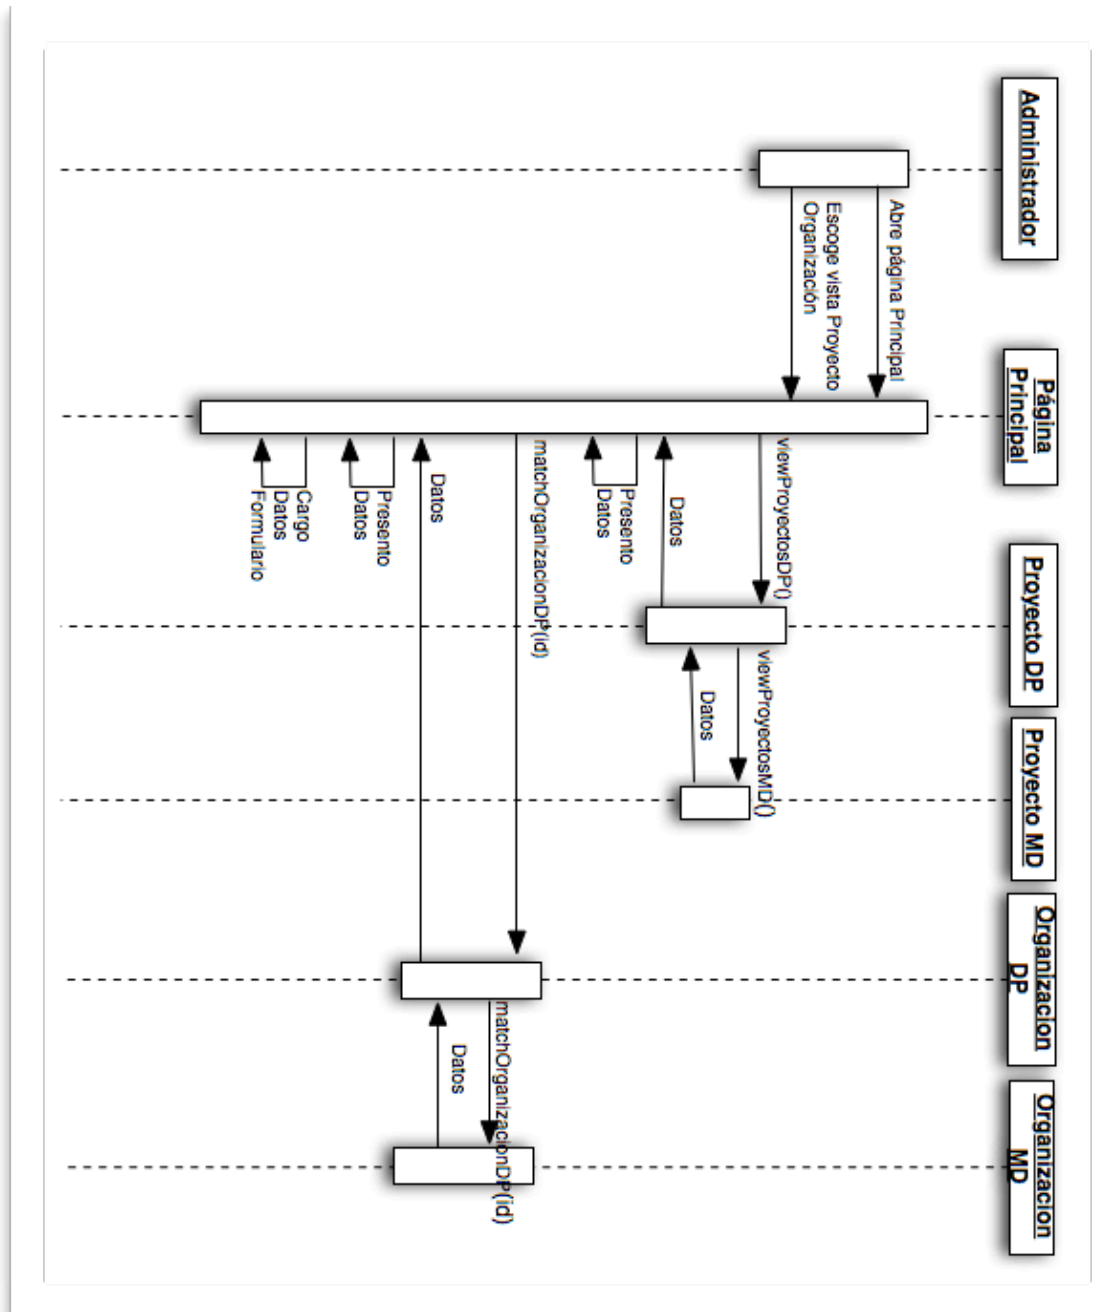 Administrador
Página
Principal
Proyecto DP
Proyecto MD
Organizacion
DP
Organizacion
MD
Abre página Principal
Escoge vista Proyecto
Organización
viewProyectosDP()
viewProyectosMD()
Datos
Datos
Presento
Datos
matchOrganizacionDP(id)
matchOrganizacionDP(id)
Datos
Datos
Presento
Datos
Cargo
Datos
Formulario